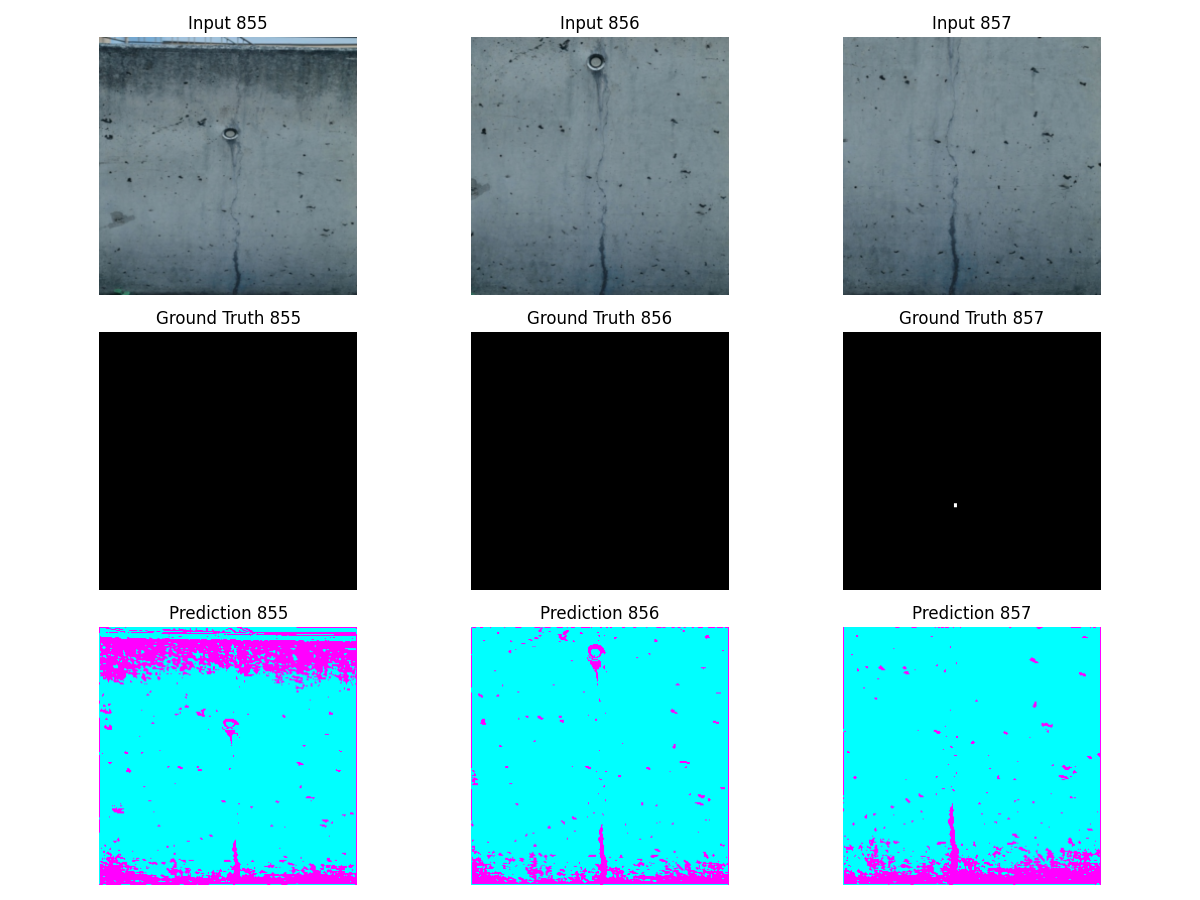 Input 855
Input 856
Input 857
Ground Truth 855
Ground Truth 856
Ground Truth 857
Prediction 855
Prediction 856
Prediction 857